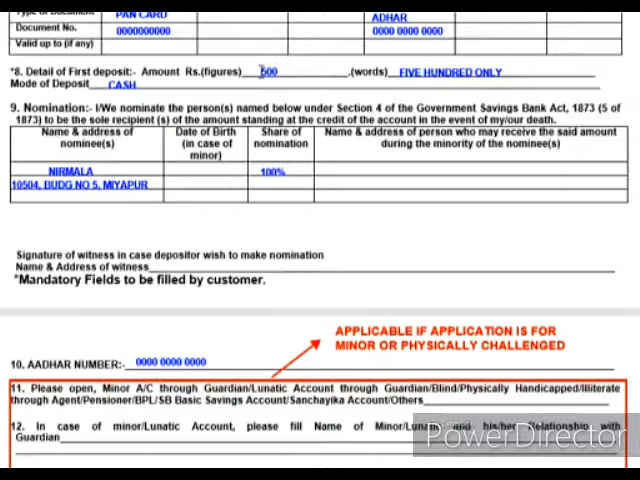 Type of Document PAN CARD ADHAR
Document No. 0000000000 0000 0000 0000
Valid up to (if any)
*8. Detail of First deposit:- Amount Rs.(figures) 500 .(words) FIVE HUNDRED ONLY
Mode of Deposit CASH
9. Nomination:- I/We nominate the person(s) named below under Section 4 of the Government Savings Bank Act, 1873 (5 of
1873) to be the sole recipient (s) of the amount standing at the credit of the account in the event of my/our death.
Name & address of nominee(s) Date of Birth (in case of minor) Share of nomination Name & address of person who may receive the said amount during the minority of the nominee(s)
NIRMALA 100%
10504, BUDG NO 5, MIYAPUR
Signature of witness in case depositor wish to make nomination
Name & Address of witness
*Mandatory Fields to be filled by customer.
APPLICABLE IF APPLICATION IS FOR
MINOR OR PHYSICALLY CHALLENGED
10. AADHAR NUMBER:- 0000 0000 0000
11. Please open, Minor A/C through Guardian/Lunatic Account through Guardian/Blind/Physically Handicapped/Illiterate
through Agent/Pensioner/BPL/SB Basic Savings Account/Sanchayika Account/Others
12. In case of minor/Lunatic Account, please fill Name of Minor/Lunatic and his/her Relationship with
Guardian
PowerDirector